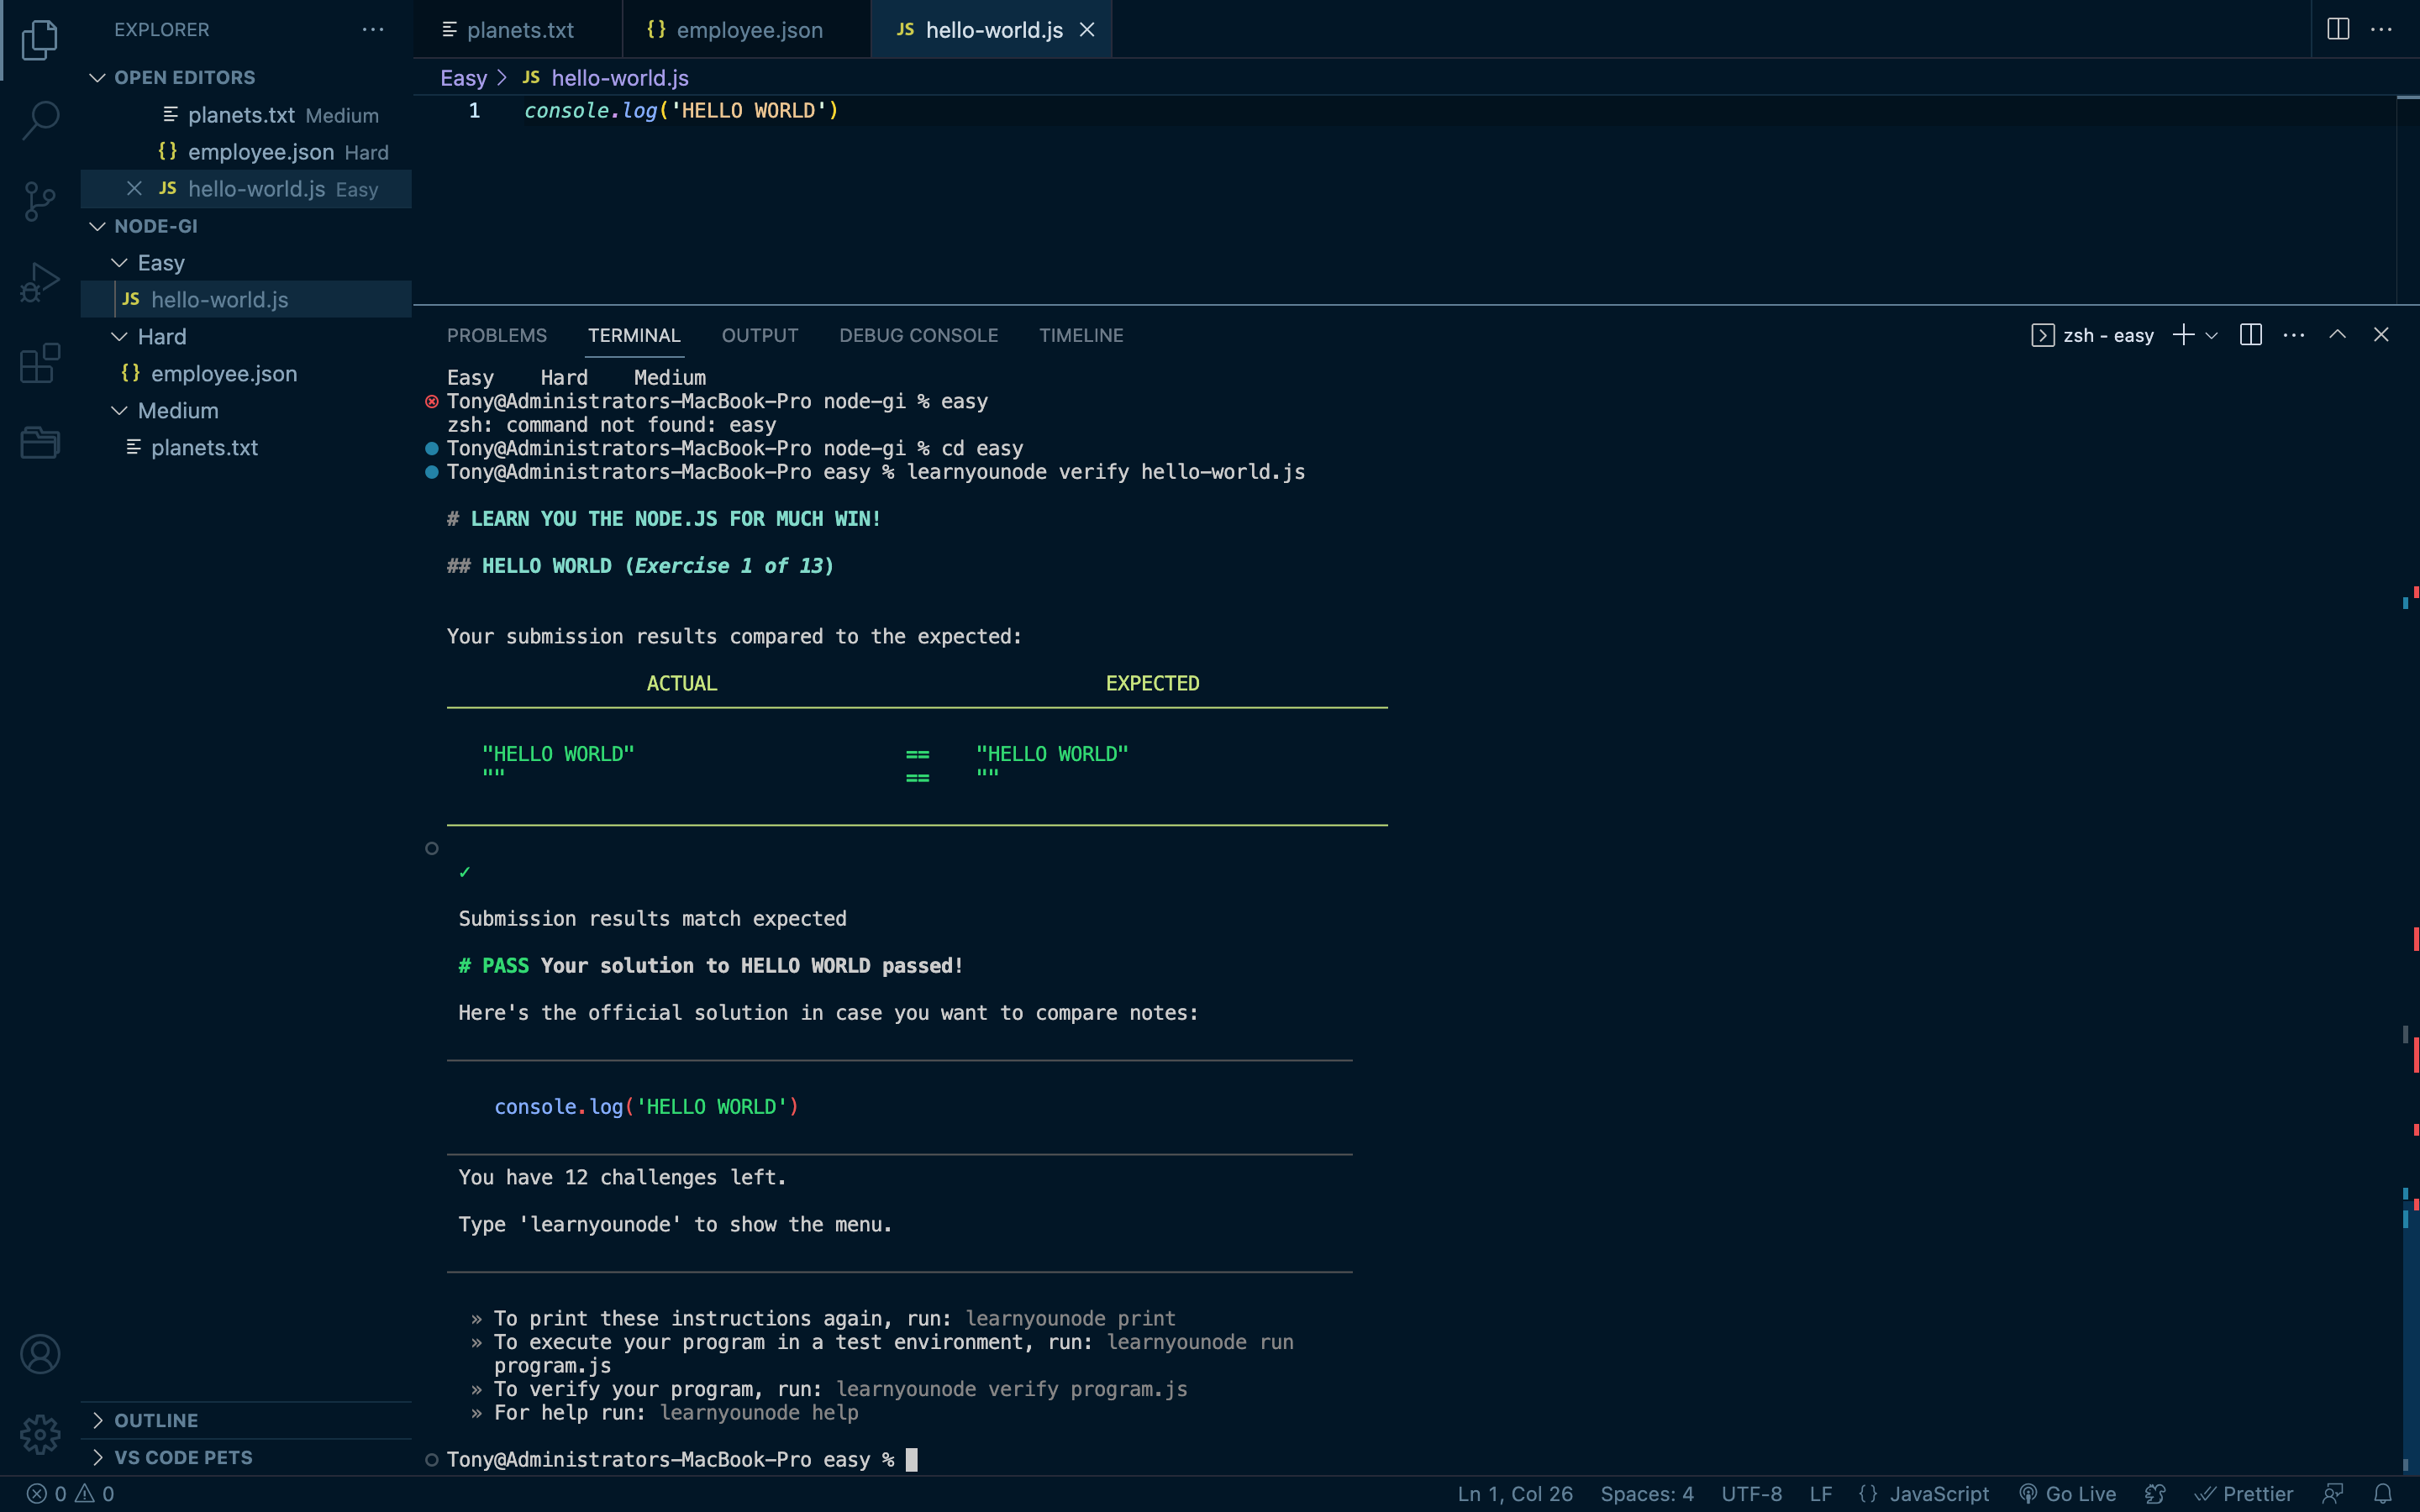 EXPLORER
OPEN EDITORS
planets.txt Medium
{} employee.json Hard
JS hello-world.js Easy
NODE-GI
Easy
JS hello-world.js
Hard
{} employee.json
Medium
planets.txt
OUTLINE
VS CODE PETS
planets.txt
{} employee.json
JS hello-world.js
Easy > JS hello-world.js
1 console.log('HELLO WORLD')
PROBLEMS TERMINAL OUTPUT DEBUG CONSOLE TIMELINE
zsh - easy
Easy Hard Medium
Tony@Administrators-MacBook-Pro node-gi % easy
zsh: command not found: easy
Tony@Administrators-MacBook-Pro node-gi % cd easy
Tony@Administrators-MacBook-Pro easy % learnyounode verify hello-world.js
# LEARN YOU THE NODE.JS FOR MUCH WIN!
## HELLO WORLD (Exercise 1 of 13)
Your submission results compared to the expected:
ACTUAL EXPECTED
"HELLO WORLD" == "HELLO WORLD"
"" == ""
✓
Submission results match expected
# PASS Your solution to HELLO WORLD passed!
Here's the official solution in case you want to compare notes:
console.log('HELLO WORLD')
You have 12 challenges left.
Type 'learnyounode' to show the menu.
» To print these instructions again, run: learnyounode print
» To execute your program in a test environment, run: learnyounode run
program.js
» To verify your program, run: learnyounode verify program.js
» For help run: learnyounode help
Tony@Administrators-MacBook-Pro easy %
0 0 Ln 1, Col 26 Spaces: 4 UTF-8 LF {} JavaScript Go Live Prettier